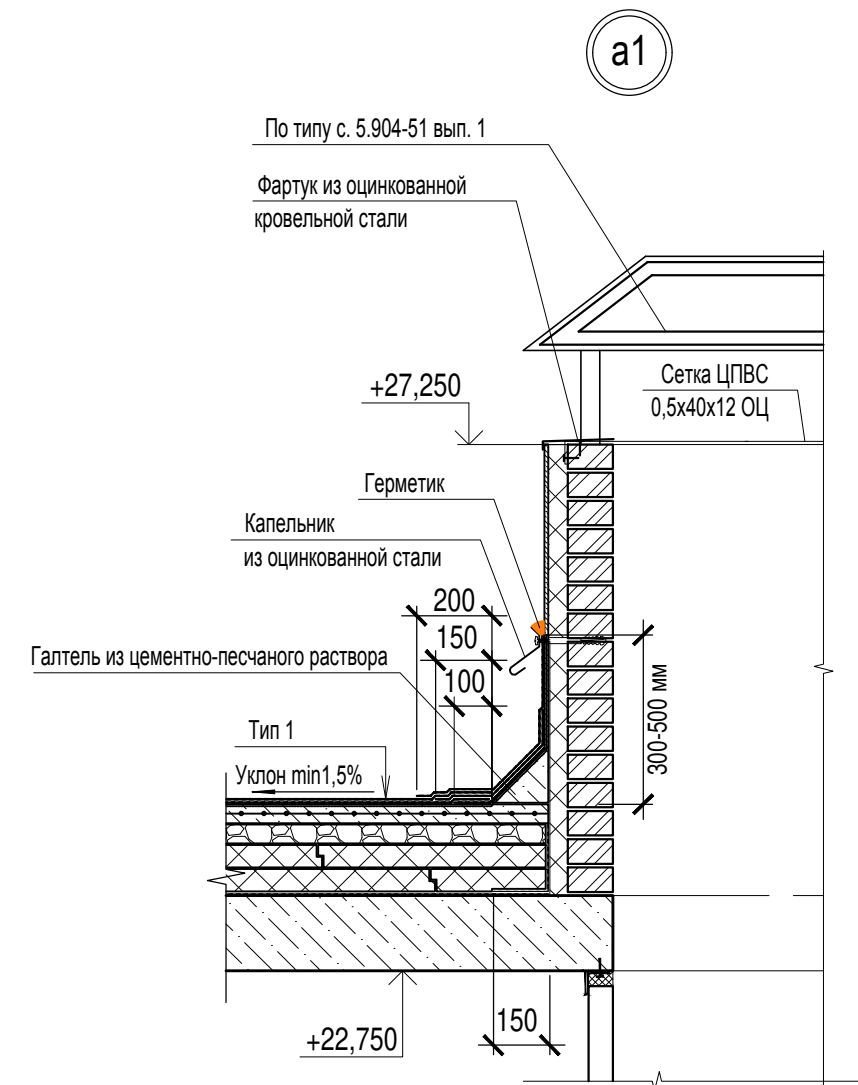 а1
По типу с. 5.904-51 вып. 1
Фартук из оцинкованной
кровельной стали
+27,250
Сетка ЦПВС
0,5х40х12 ОЦ
Герметик
Капельник
из оцинкованной стали
200
150
100
Галтель из цементно-песчаного раствора
300-500 мм
Тип 1
Уклон min1,5%
150
+22,750